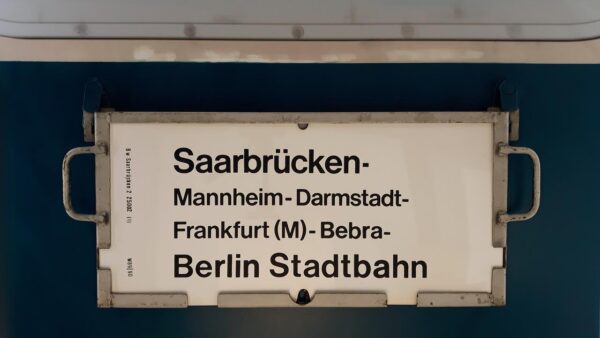 Saarbrücken-
Mannheim - Darmstadt-
Frankfurt (M) - Bebra-
Berlin Stadtbahn